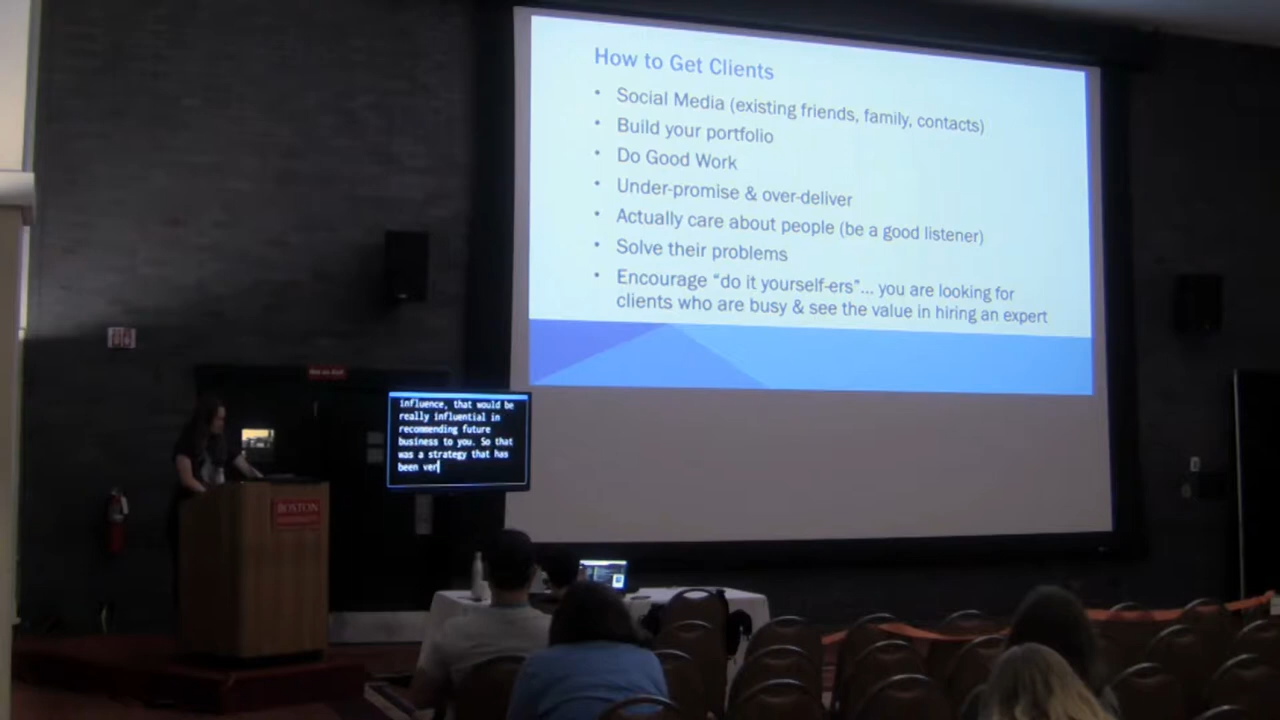 How to Get Clients
• Social Media (existing friends, family, contacts)
• Build your portfolio
• Do Good Work
• Under-promise & over-deliver
• Actually care about people (be a good listener)
• Solve their problems
• Encourage “do it yourself-ers”... you are looking for
clients who are busy & see the value in hiring an expert
influence, that would be
really influential in
recommending future
business to you. So that
was a strategy that has
been ver
BOSTON